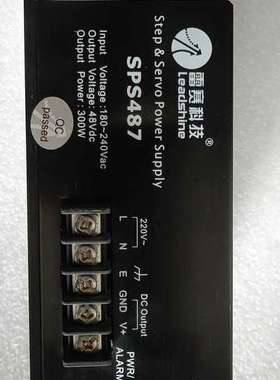 雷赛科技®
Leadshine
Step & Servo Power Supply
SPS487
Input Voltage:180~240Vac
Output Voltage:48Vdc
Output Power:300W
QC
passed
220V~
DC Output
L
N
E
GND
V+
PWR/
ALARM